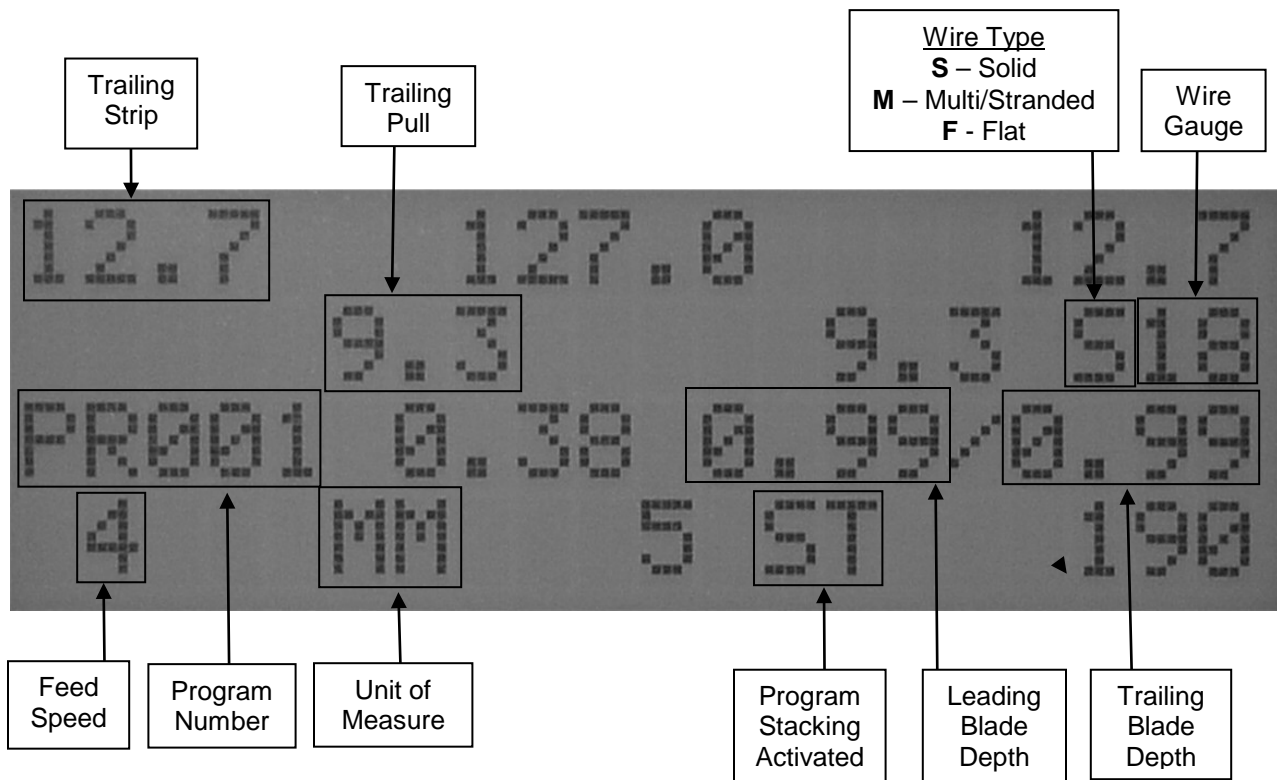 Wire Type
S – Solid
M – Multi/Stranded
F - Flat
Trailing
Strip
Trailing
Pull
Wire
Gauge
12.7 127.0 12.7
9.3 9.3 S 18
PR001 0.38 0.99/0.99
4 MM 5 ST 190
Feed
Speed
Program
Number
Unit of
Measure
Program
Stacking
Activated
Leading
Blade
Depth
Trailing
Blade
Depth